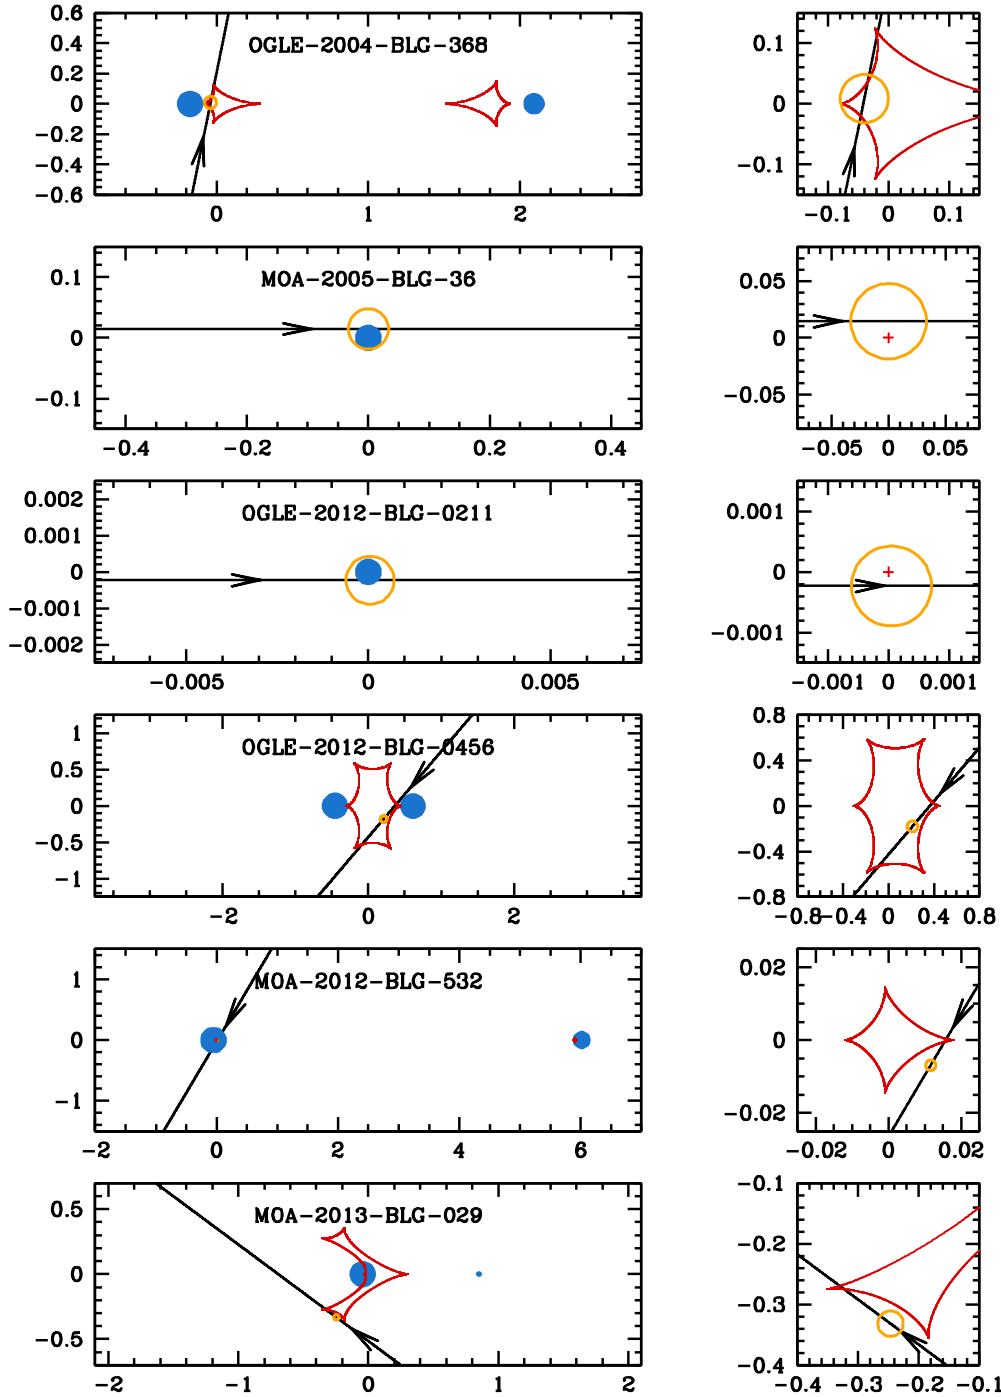 0.6
0.4
0.2
0
-0.2
-0.4
-0.6
OGLE-2004-BLG-368
0 1 2
0.1
0
-0.1
-0.1 0 0.1
0.1
0
-0.1
MOA-2005-BLG-36
-0.4 -0.2 0 0.2 0.4
0.05
0
-0.05
-0.05 0 0.05
0.002
0.001
0
-0.001
-0.002
OGLE-2012-BLG-0211
-0.005 0 0.005
0.001
0
-0.001
-0.001 0 0.001
1
0.5
0
-0.5
-1
OGLE-2012-BLG-0456
-2 0 2
0.8
0.4
0
-0.4
-0.8
-0.8-0.4 0 0.4 0.8
1
0
-1
MOA-2012-BLG-532
-2 0 2 4 6
0.02
0
-0.02
-0.02 0 0.02
0.5
0
-0.5
MOA-2013-BLG-029
-2 -1 0 1 2
-0.1
-0.2
-0.3
-0.4
-0.4 -0.3 -0.2 -0.1